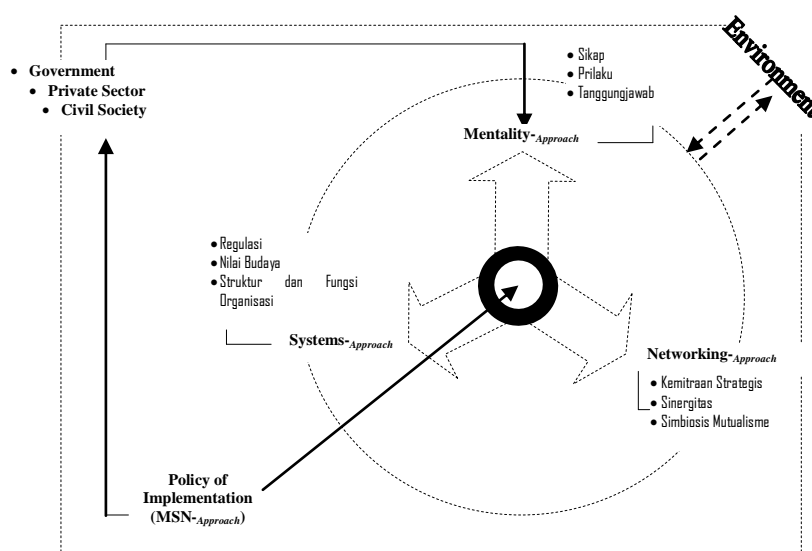 Environment
• Government
• Private Sector
• Civil Society
• Sikap
• Prilaku
• Tanggungjawab
Mentality-Approach
• Regulasi
• Nilai Budaya
• Struktur dan Fungsi
Organisasi
Systems-Approach
Networking-Approach
• Kemitraan Strategis
• Sinergitas
• Simbiosis Mutualisme
Policy of
Implementation
(MSN-Approach)